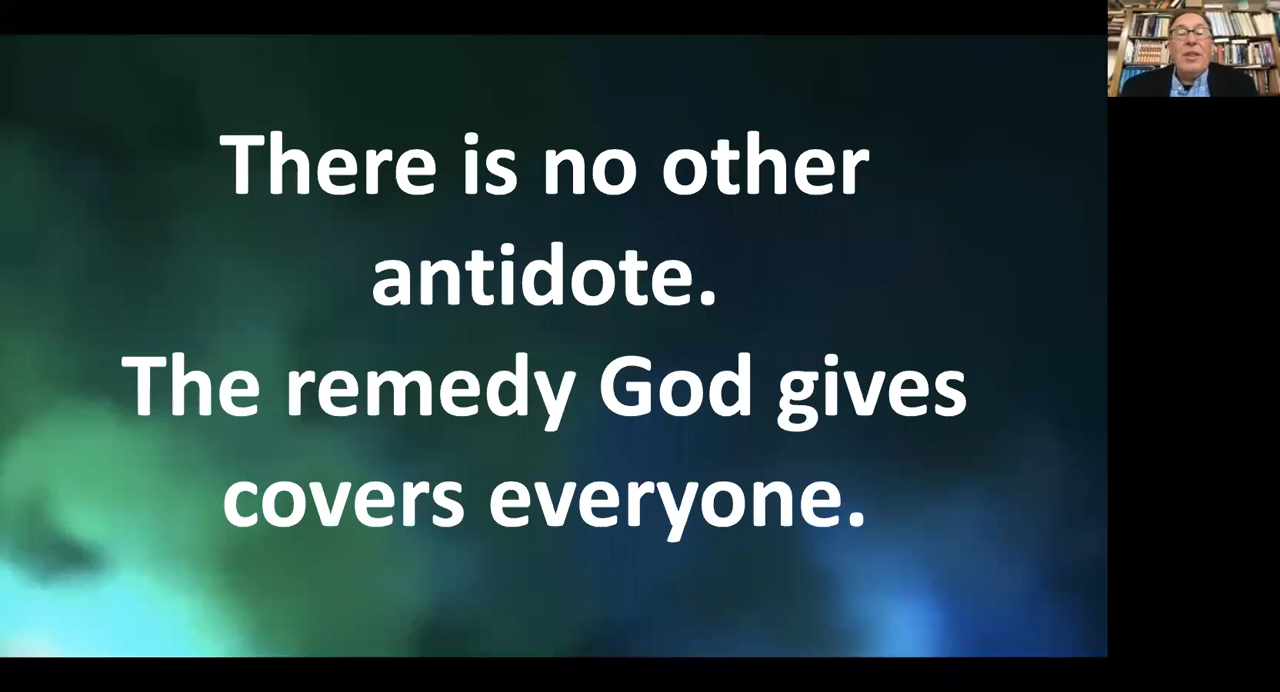 There is no other
antidote.
The remedy God gives
covers everyone.